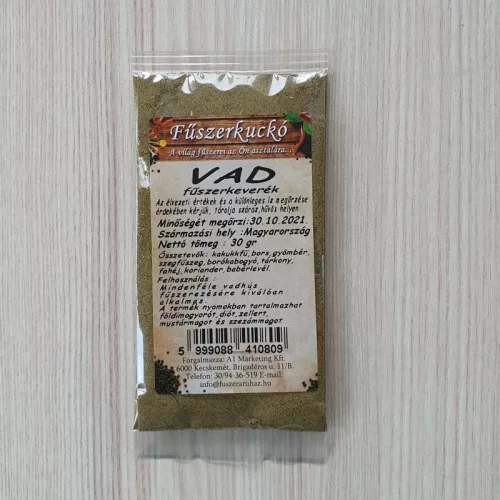 Fűszerkuckó
A világ fűszerei az Ön asztalára...
VAD
fűszerkeverék
Az élvezeti értékek és a különleges íz megőrzése
érdekében kérjük, tárolja száraz, hűvös helyen
Minőségét megőrzi:30.10.2021.
Származási hely :Magyarország
Nettó tömeg : 30 gr
Összetevők: kakukkfű,bors,gyömbér,
szegfűszeg,borókabogyó,tárkony,
fahéj,koriander,babérlevél.
Felhasználás :
Mindenféle vadhús
fűszerezésére kiválóan
alkalmas.
A termék nyomokban tartalmazhat
földimogyorót,diót,zellert,
mustármagot és szezámmagot
5 999088 410809
Forgalmazza: A1 Marketing Kft.
6000 Kecskemét, Brigadéros u. 11/B.
Telefon: 30/94-36-519 E-mail:
info@fuszeraruhaz.hu